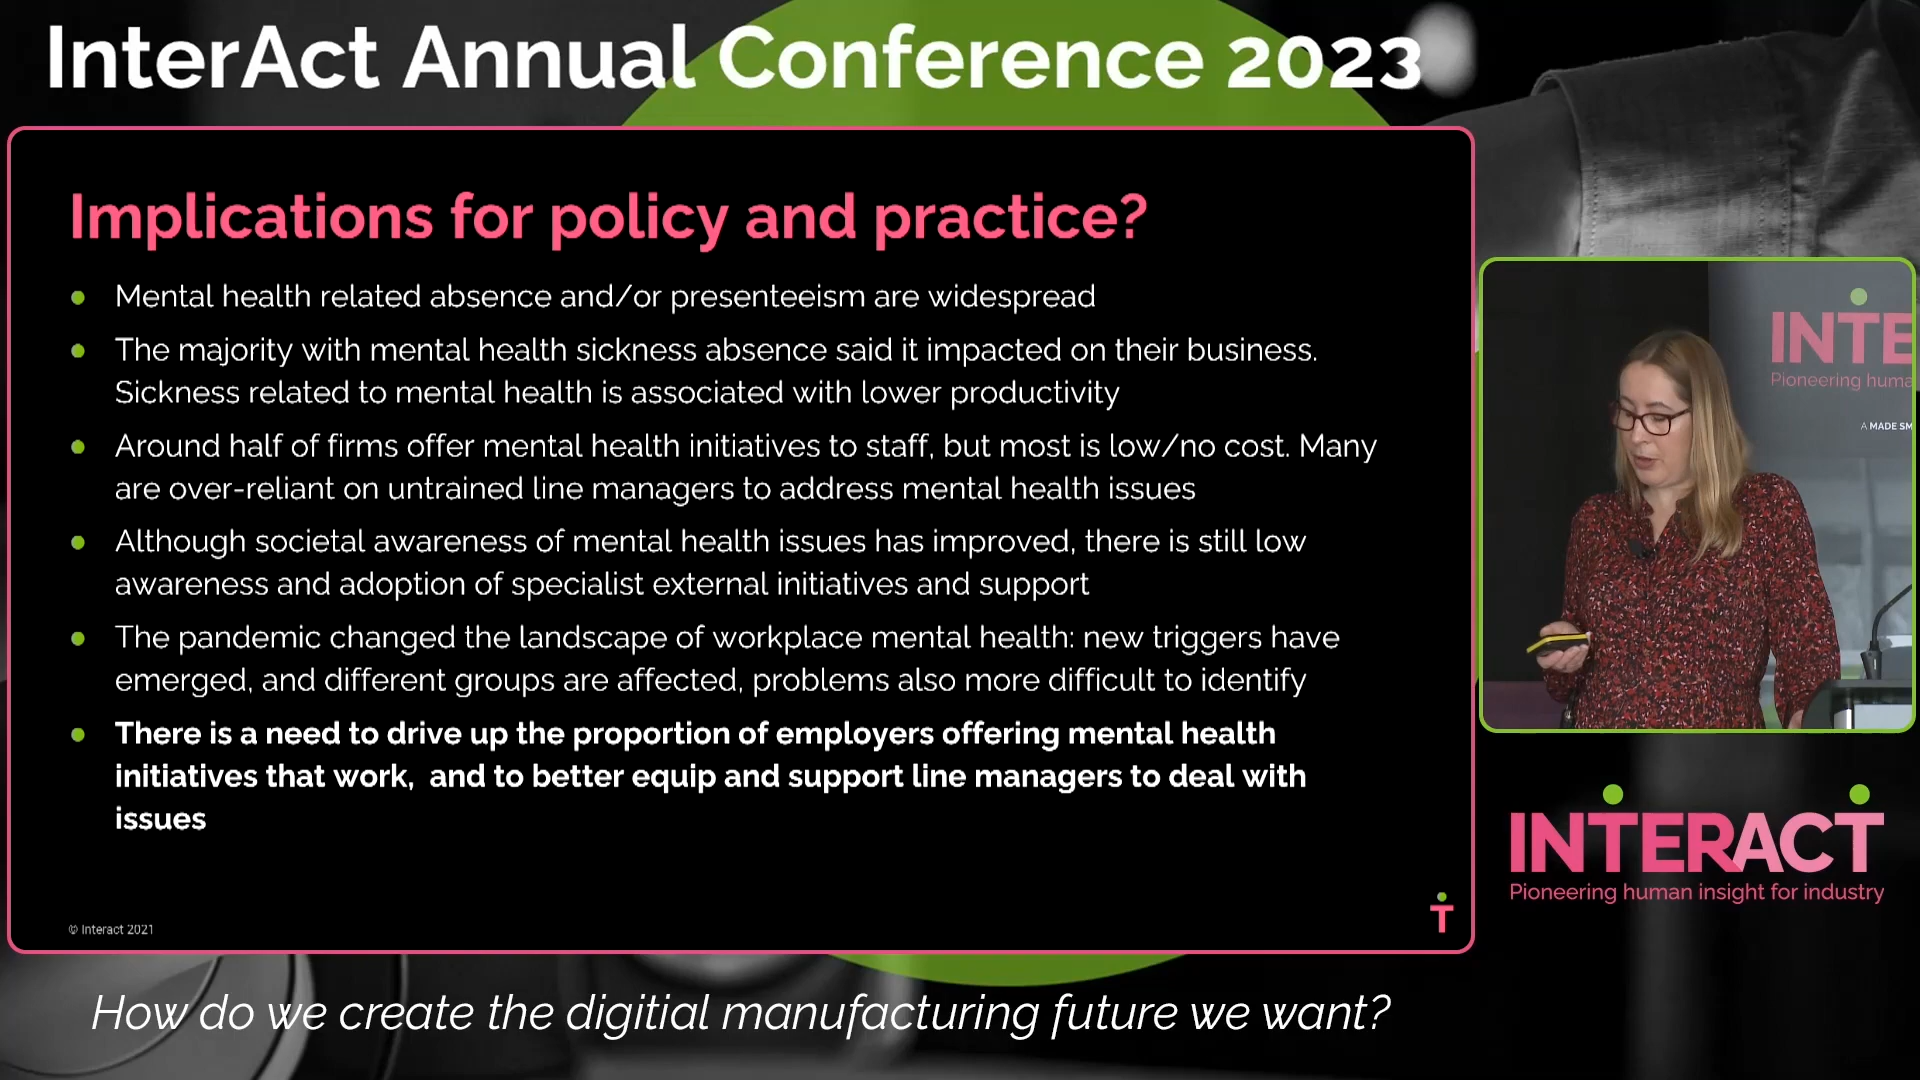 InterAct Annual Conference 2023
Implications for policy and practice?
Mental health related absence and/or presenteeism are widespread
The majority with mental health sickness absence said it impacted on their business.
Sickness related to mental health is associated with lower productivity
Around half of firms offer mental health initiatives to staff, but most is low/no cost. Many
are over-reliant on untrained line managers to address mental health issues
Although societal awareness of mental health issues has improved, there is still low
awareness and adoption of specialist external initiatives and support
The pandemic changed the landscape of workplace mental health: new triggers have
emerged, and different groups are affected, problems also more difficult to identify
There is a need to drive up the proportion of employers offering mental health
initiatives that work,  and to better equip and support line managers to deal with
issues
© Interact 2021
INTE
Pioneering huma
A MADE SM
INTERACT
Pioneering human insight for industry
How do we create the digitial manufacturing future we want?